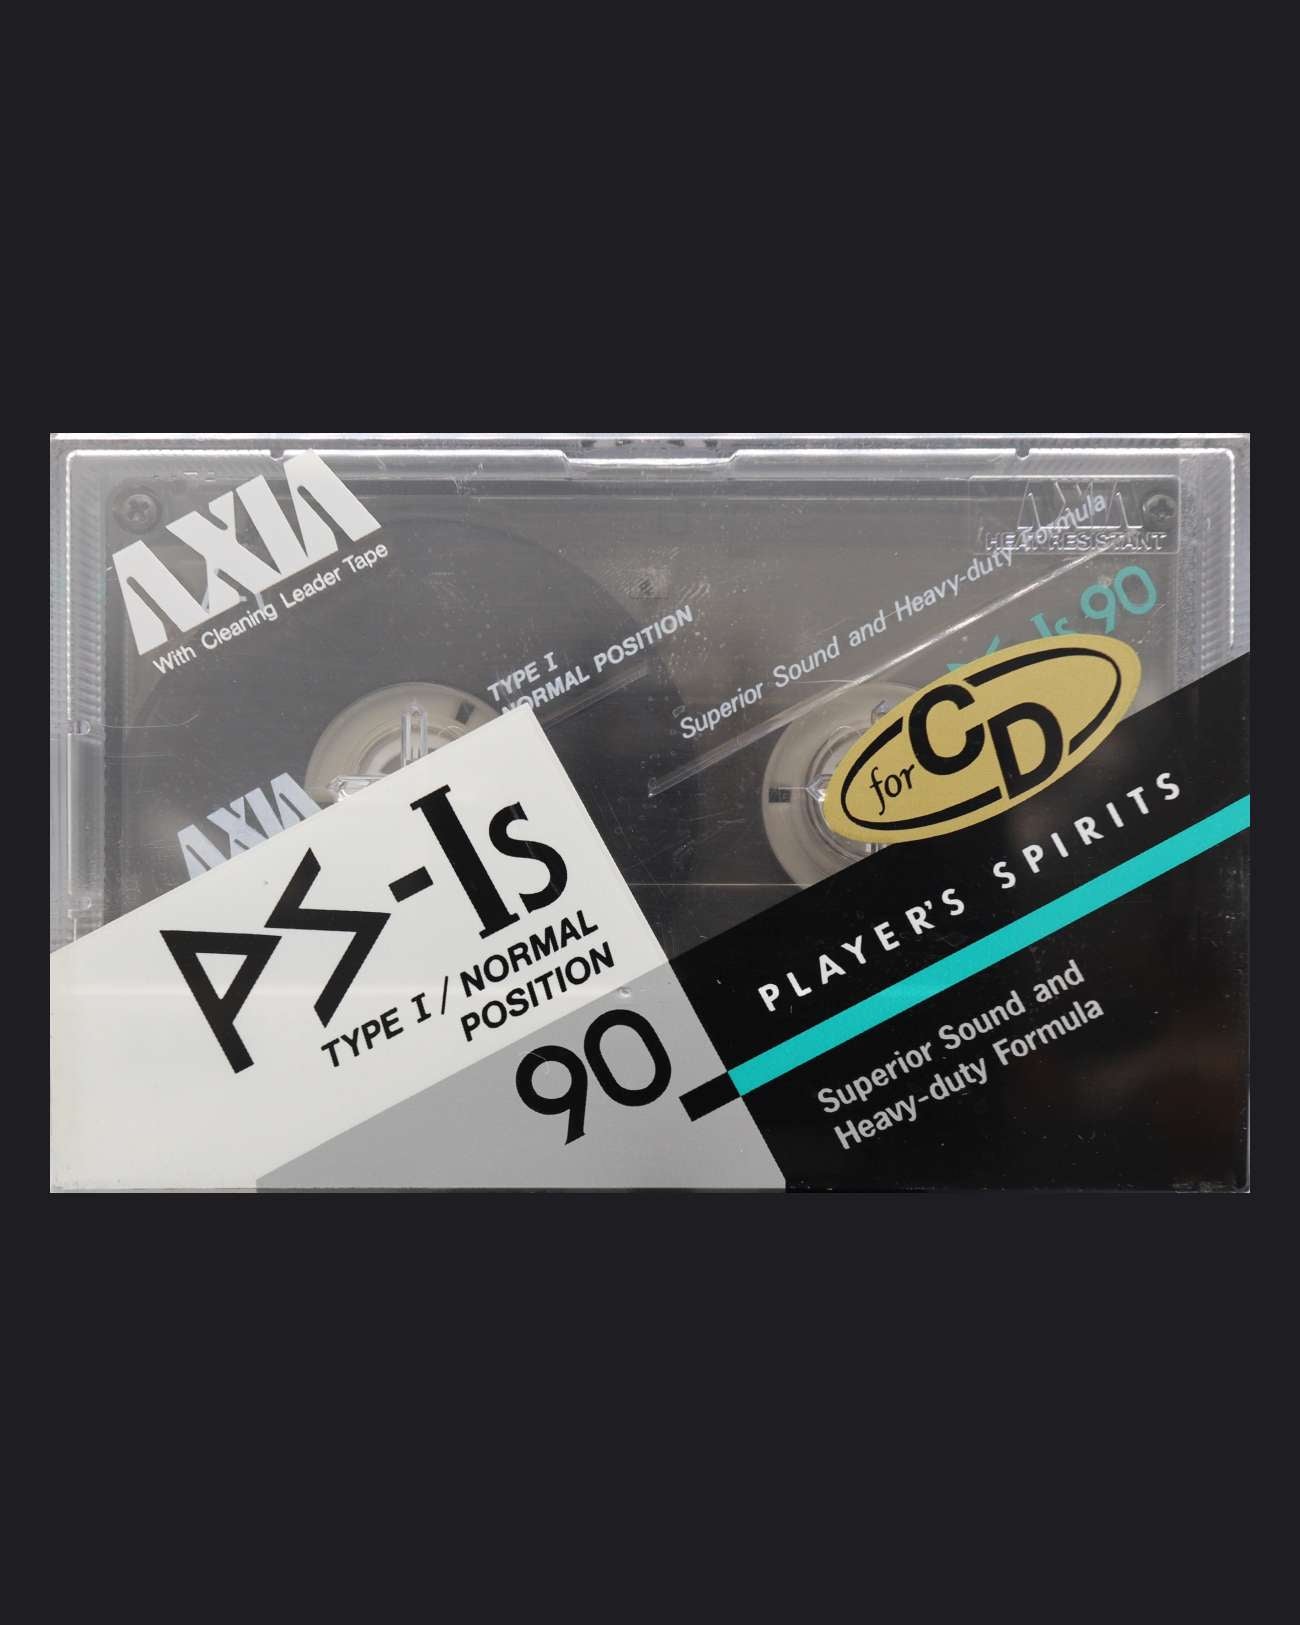 AXIA
With Cleaning Leader Tape
AXIA
HEAT-RESISTANT
TYPE I
NORMAL POSITION
Superior Sound and Heavy-duty Formula
Is 90
AXIA
for CD
PS-Is
TYPE I / NORMAL
POSITION
90
PLAYER'S SPIRITS
Superior Sound and
Heavy-duty Formula